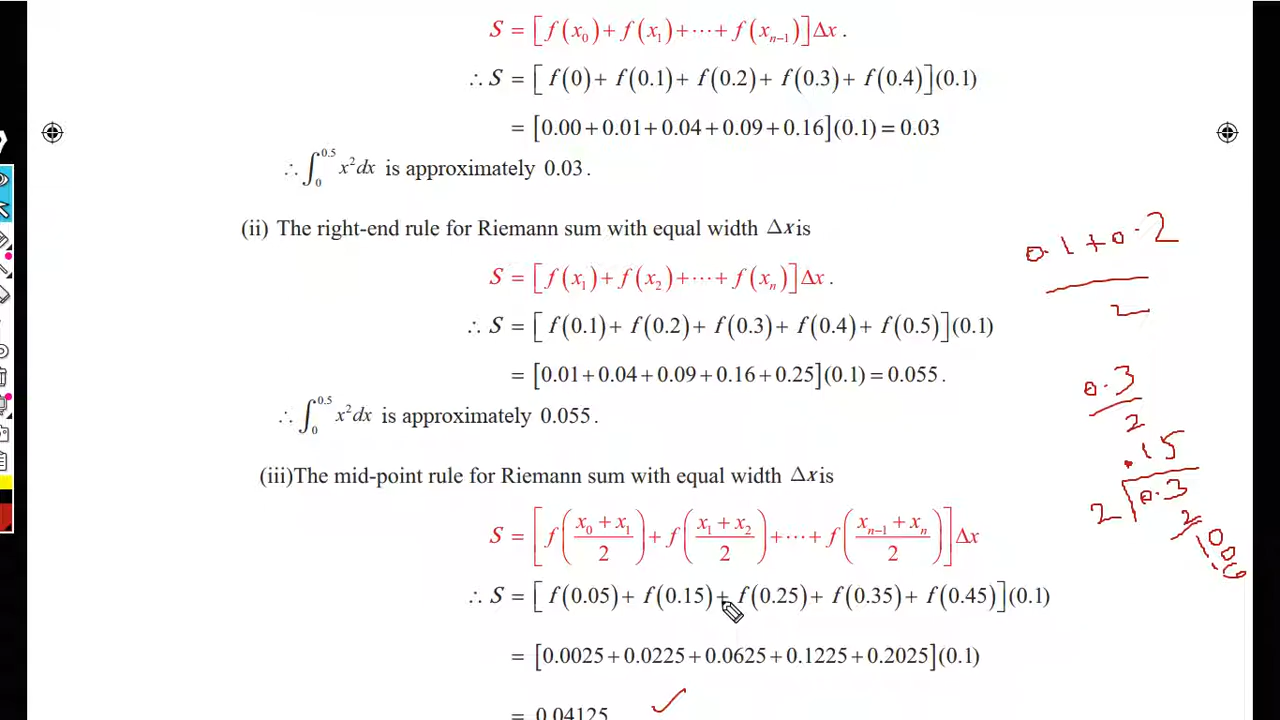 S = [f(x₀) + f(x₁) + ⋯ + f(xₙ₋₁)]Δx .
∴ S = [f(0) + f(0.1) + f(0.2) + f(0.3) + f(0.4)](0.1)
= [0.00 + 0.01 + 0.04 + 0.09 + 0.16](0.1) = 0.03
∴ ∫₀^0.5 x²dx is approximately 0.03 .
(ii) The right-end rule for Riemann sum with equal width Δx is
S = [f(x₁) + f(x₂) + ⋯ + f(xₙ)]Δx .
∴ S = [f(0.1) + f(0.2) + f(0.3) + f(0.4) + f(0.5)](0.1)
= [0.01 + 0.04 + 0.09 + 0.16 + 0.25](0.1) = 0.055 .
∴ ∫₀^0.5 x²dx is approximately 0.055 .
(iii)The mid-point rule for Riemann sum with equal width Δx is
S = [f((x₀ + x₁)/2) + f((x₁ + x₂)/2) + ⋯ + f((xₙ₋₁ + xₙ)/2)]Δx
∴ S = [f(0.05) + f(0.15) + f(0.25) + f(0.35) + f(0.45)](0.1)
= [0.0025 + 0.0225 + 0.0625 + 0.1225 + 0.2025](0.1)
= 0.04125
0.1 + 0.2
2
0.3
2
.15
2 0.3
2